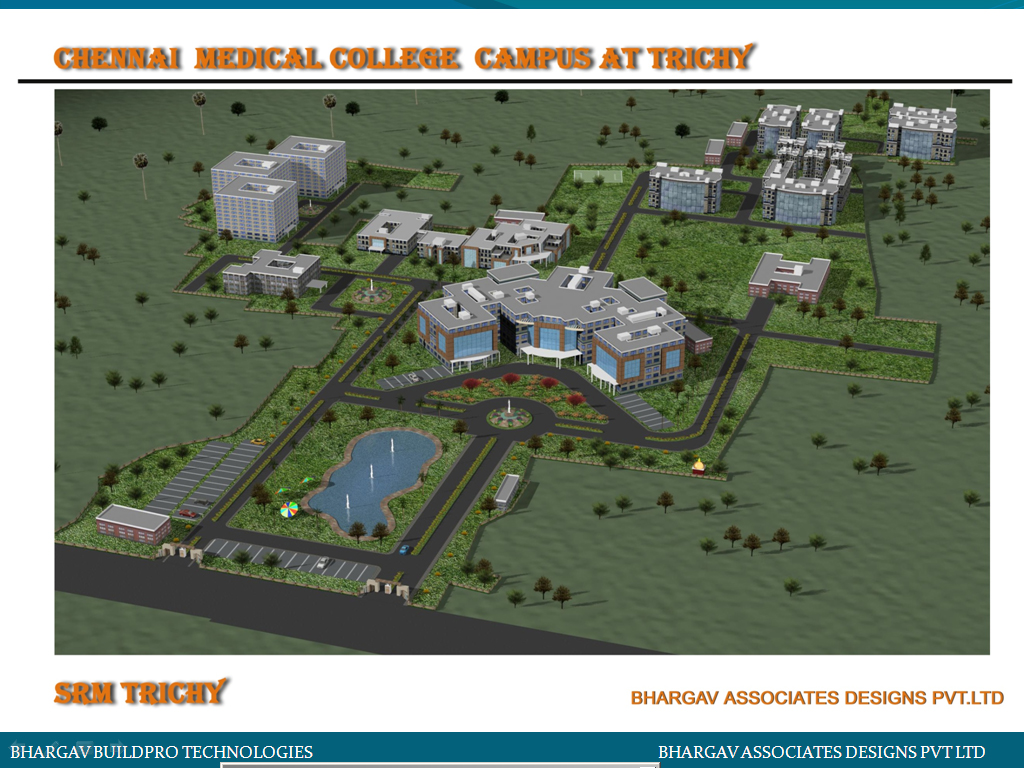 CHENNAI MEDICAL COLLEGE CAMPUS AT TRICHY
SRM TRICHY
BHARGAV ASSOCIATES DESIGNS PVT.LTD
BHARGAV BUILDPRO TECHNOLOGIES
BHARGAV ASSOCIATES DESIGNS PVT LTD